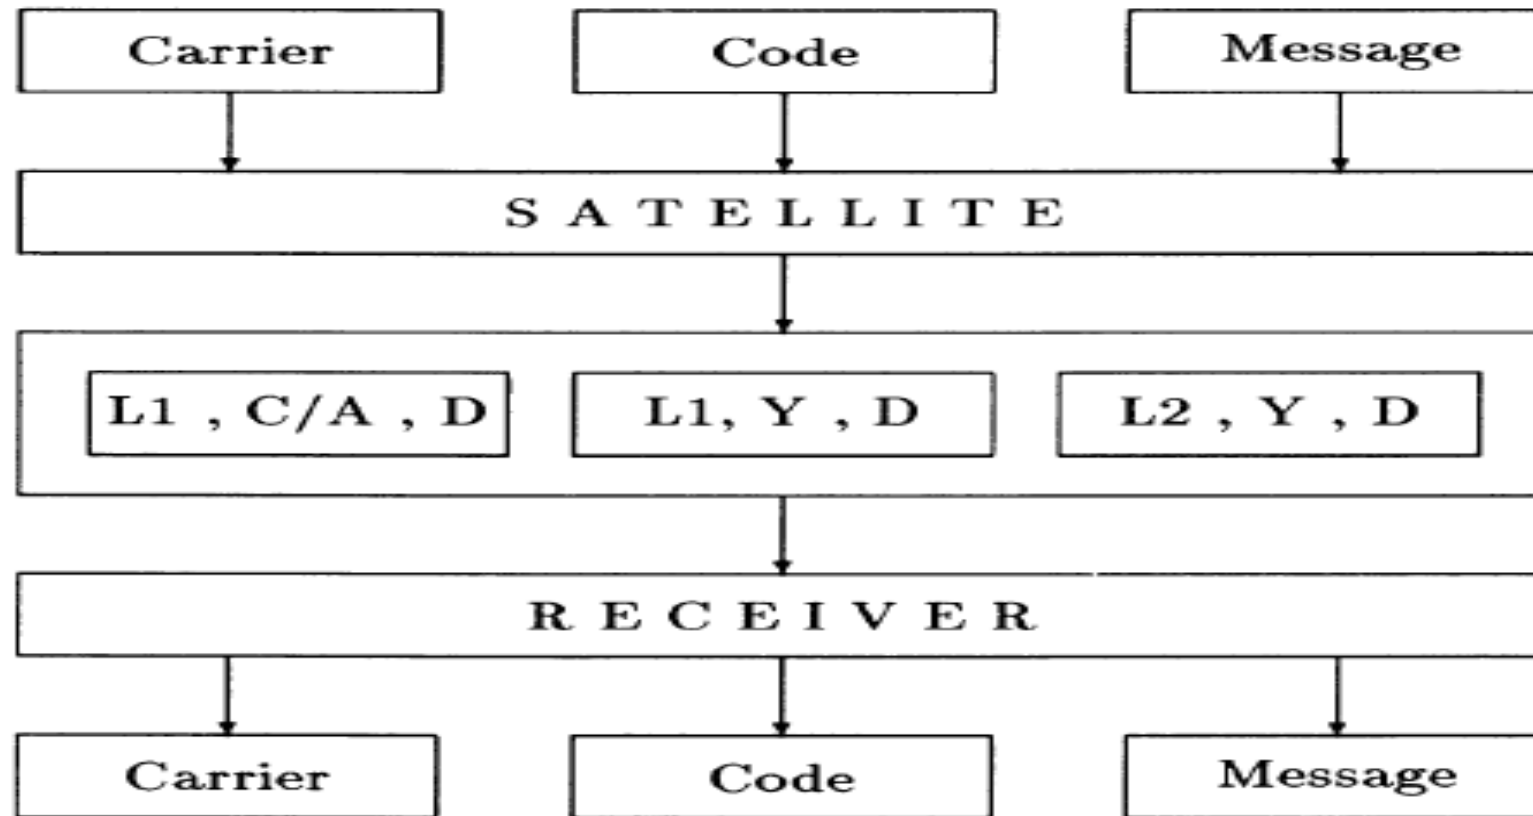 Carrier Code Message
S A T E L L I T E
L1 , C/A , D L1, Y , D L2 , Y , D
R E C E I V E R
Carrier Code Message